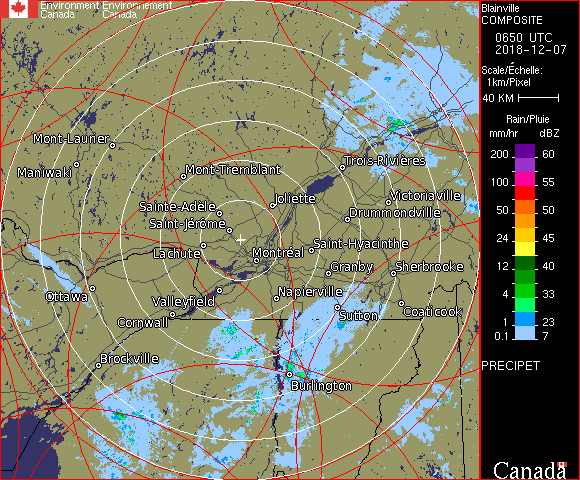 Environment Environnement
Canada Canada
Blainville
COMPOSITE
0650 UTC
2018-12-07
Scale/Échelle:
1km/Pixel
40 KM
Rain/Pluie
mm/hr dBZ
200 60
100 55
50 50
24 45
12 40
4 33
1 23
0.1 7
PRECIPET
Canada
Mont-Laurier
Maniwaki
Mont-Tremblant
Trois-Rivières
Joliette
Victoriaville
Sainte-Adèle
Drummondville
Saint-Jérôme
Lachute
Montréal
Saint-Hyacinthe
Granby
Sherbrooke
Ottawa
Valleyfield
Napierville
Cornwall
Sutton
Coaticook
Brockville
Burlington